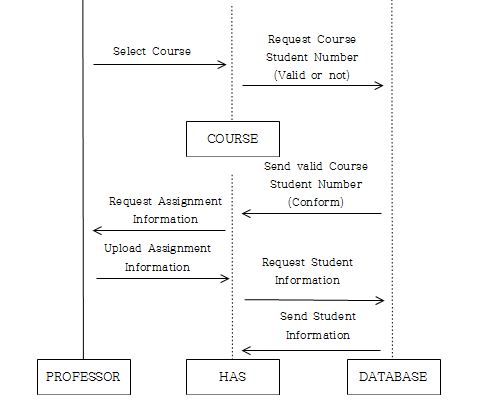 Request Course
Select Course
Student Number
(Valid or not)
COURSE
Send valid Course
Student Number
Request Assignment
(Conform)
Information
Upload Assignment
Information
Request Student
Information
Send Student
Information
PROFESSOR
HAS
DATABASE